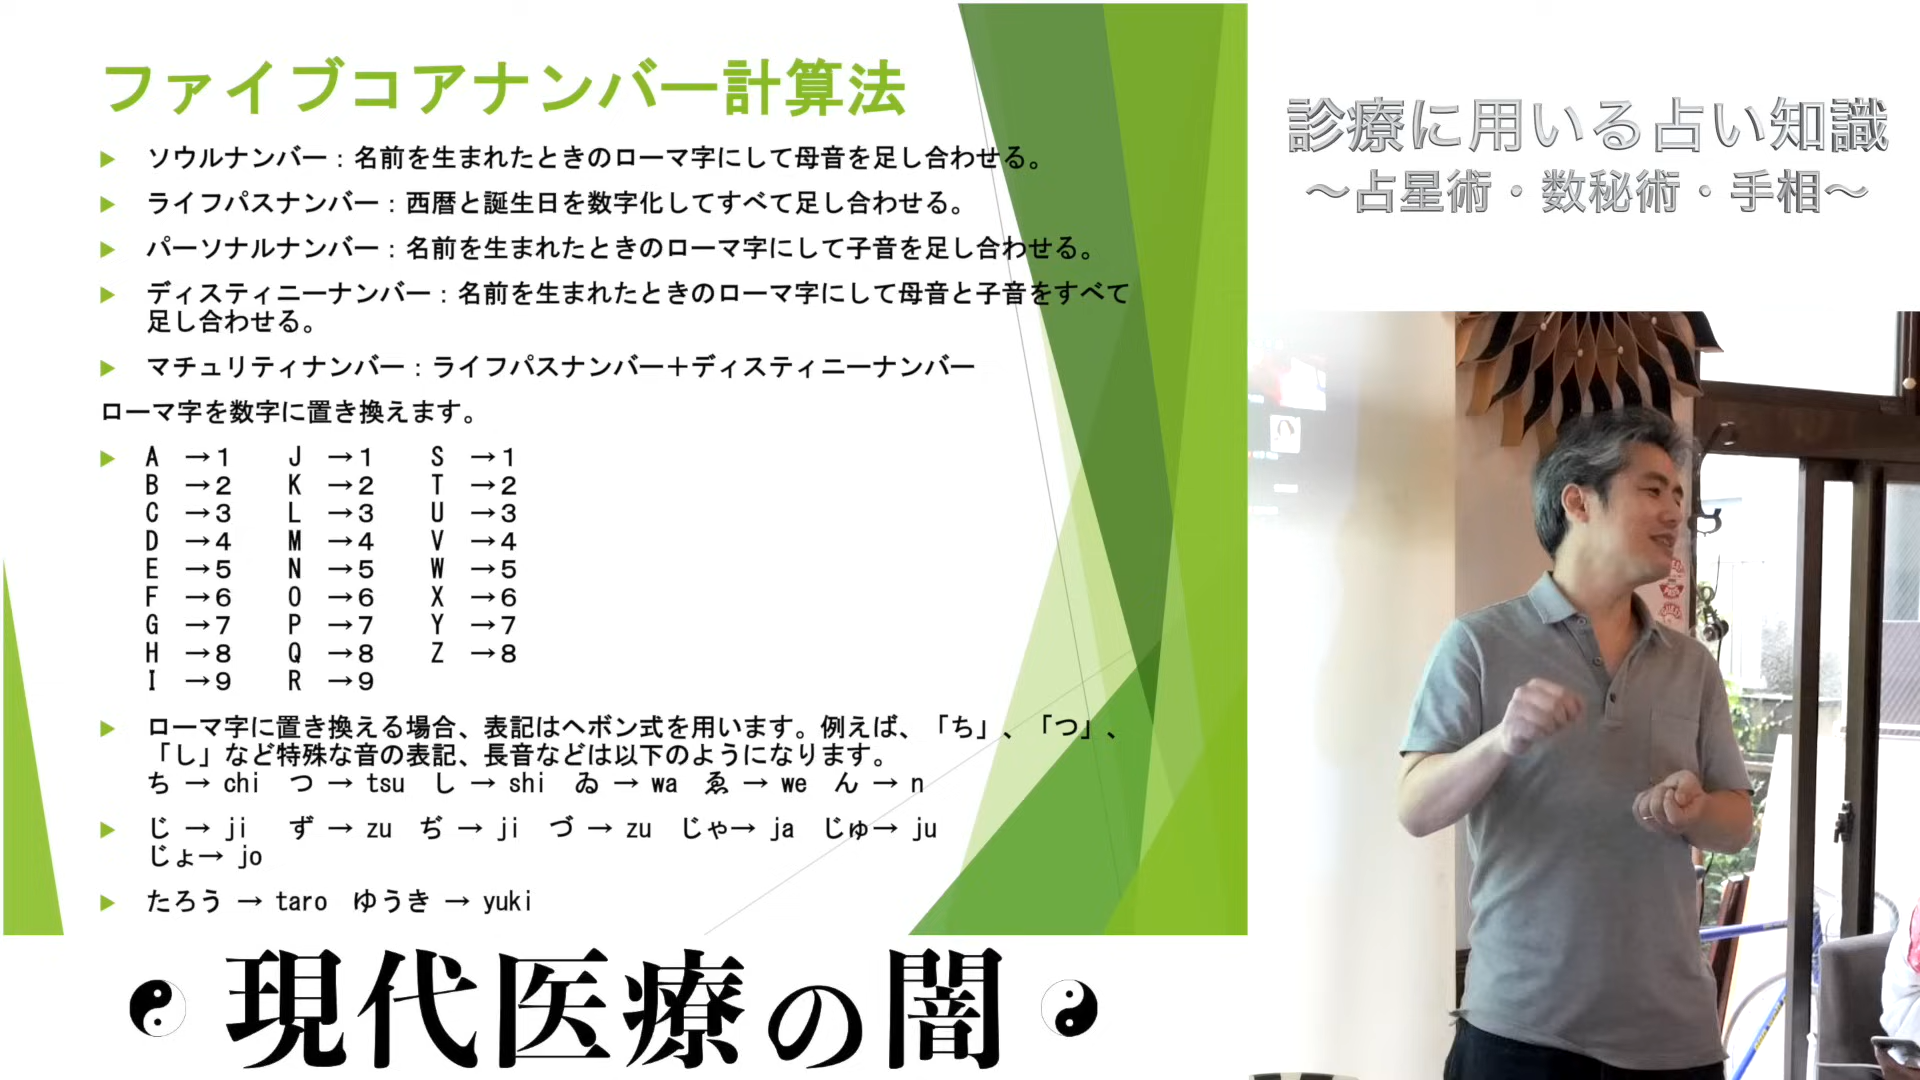 ファイブコアナンバー計算法
ソウルナンバー：名前を生まれたときのローマ字にして母音を足し合わせる。
ライフパスナンバー：西暦と誕生日を数字化してすべて足し合わせる。
パーソナルナンバー：名前を生まれたときのローマ字にして子音を足し合わせる。
ディスティニーナンバー：名前を生まれたときのローマ字にして母音と子音をすべて
足し合わせる。
マチュリティナンバー：ライフパスナンバー＋ディスティニーナンバー
ローマ字を数字に置き換えます。
A →1 J →1 S →1
B →2 K →2 T →2
C →3 L →3 U →3
D →4 M →4 V →4
E →5 N →5 W →5
F →6 O →6 X →6
G →7 P →7 Y →7
H →8 Q →8 Z →8
I →9 R →9
ローマ字に置き換える場合、表記はヘボン式を用います。例えば、「ち」、「つ」、
「し」など特殊な音の表記、長音などは以下のようになります。
ち → chi つ → tsu し → shi ゐ → wa ゑ → we ん → n
じ → ji ず → zu ぢ → ji づ → zu じゃ→ ja じゅ→ ju
じょ→ jo
たろう → taro ゆうき → yuki
診療に用いる占い知識
～占星術・数秘術・手相～
現代医療の闇